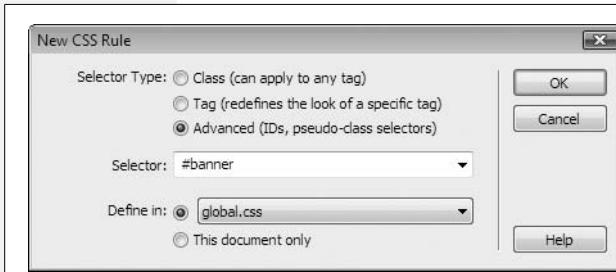 New CSS Rule
Selector Type: Class (can apply to any tag)
Tag (redefines the look of a specific tag)
Advanced (IDs, pseudo-class selectors)
Selector: #banner
Define in: global.css
This document only
OK
Cancel
Help